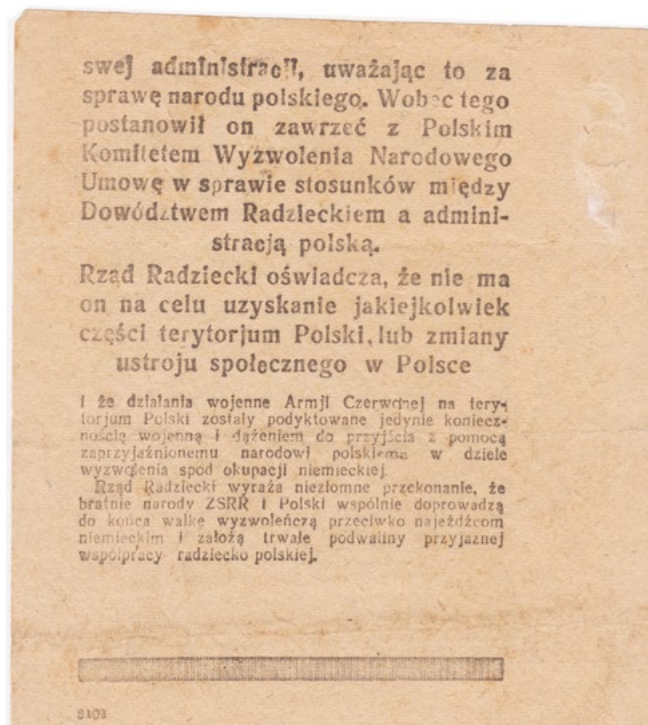 swej administracji, uważając to za
sprawę narodu polskiego. Wobec tego
postanowił on zawrzeć z Polskim
Komitetem Wyzwolenia Narodowego
Umowę w sprawie stosunków między
Dowództwem Radzieckiem a admini-
stracją polską.
Rząd Radziecki oświadcza, że nie ma
on na celu uzyskanie jakiejkolwiek
części terytorjum Polski, lub zmiany
ustroju społecznego w Polsce
i że działania wojenne Armji Czerwonej na tery-
torjum Polski zostały podyktowane jedynie koniecz-
nością wojenną i dążeniem do przyjścia z pomocą
zaprzyjaźnionemu narodowi polskiemu w dziele
wyzwolenia spod okupacji niemieckiej.
Rząd Radziecki wyraża niezłomne przekonanie, że
bratnie narody ZSRR i Polski wspólnie doprowadzą
do końca walkę wyzwoleńczą przeciwko najeźdźcom
niemieckim i założą trwałe podwaliny przyjaznej
współpracy radziecko polskiej.